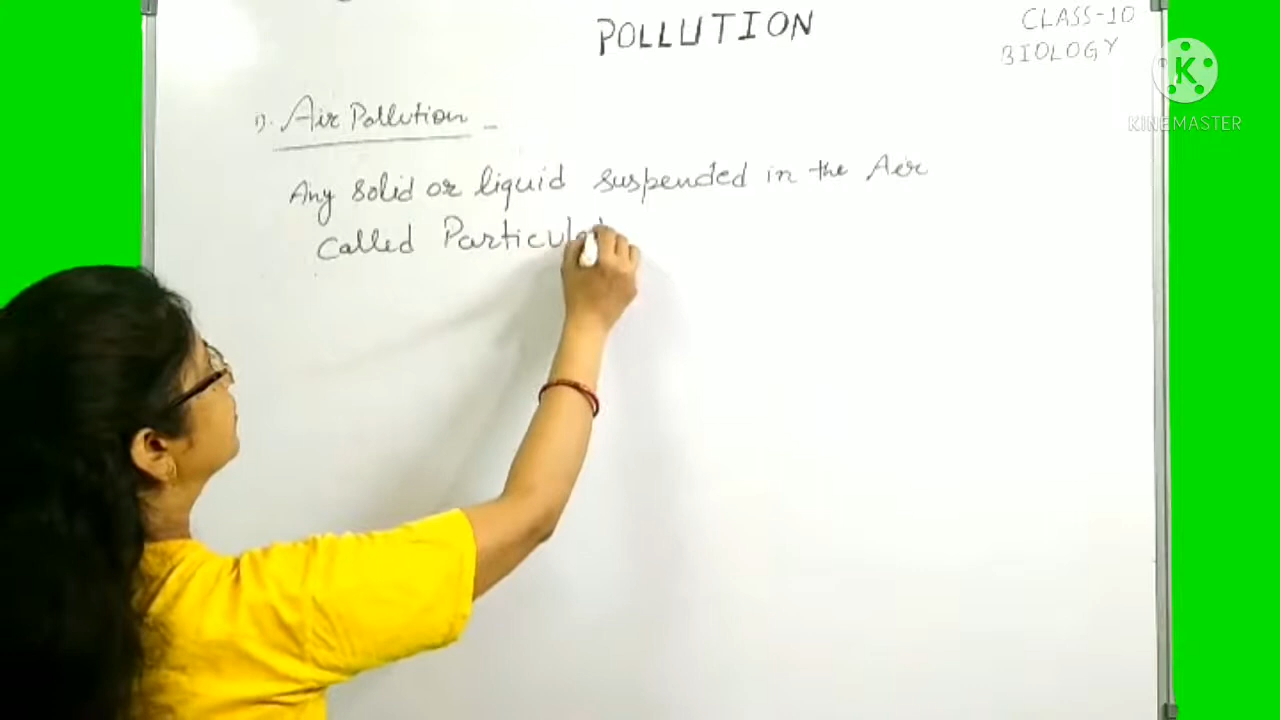 POLLUTION
CLASS-10
BIOLOGY
KINEMASTER
1). Air Pollution -
Any solid or liquid suspended in the Air
called